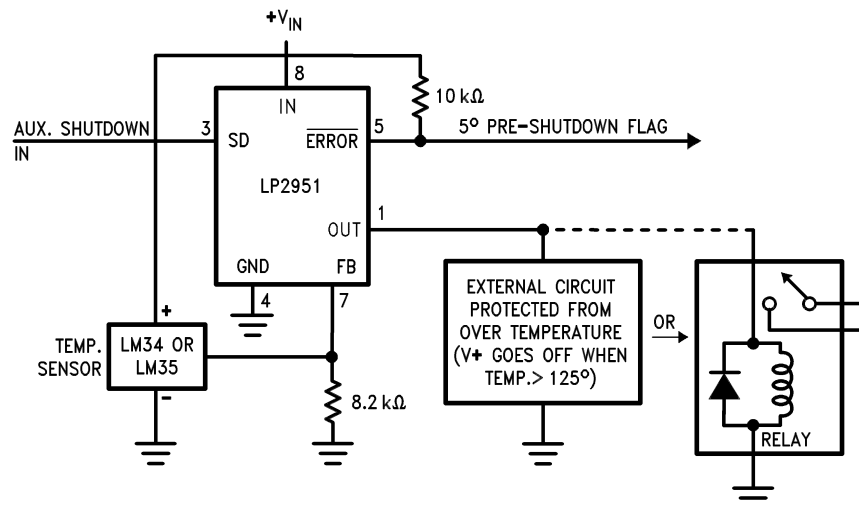 +VIN
8
IN
10 kΩ
AUX. SHUTDOWN
IN
3
SD
ERROR
5
5° PRE-SHUTDOWN FLAG
LP2951
OUT
1
GND
FB
4
7
EXTERNAL CIRCUIT
PROTECTED FROM
OVER TEMPERATURE
(V+ GOES OFF WHEN
TEMP.> 125°)
OR
+
TEMP.
SENSOR
LM34 OR
LM35
−
8.2 kΩ
RELAY